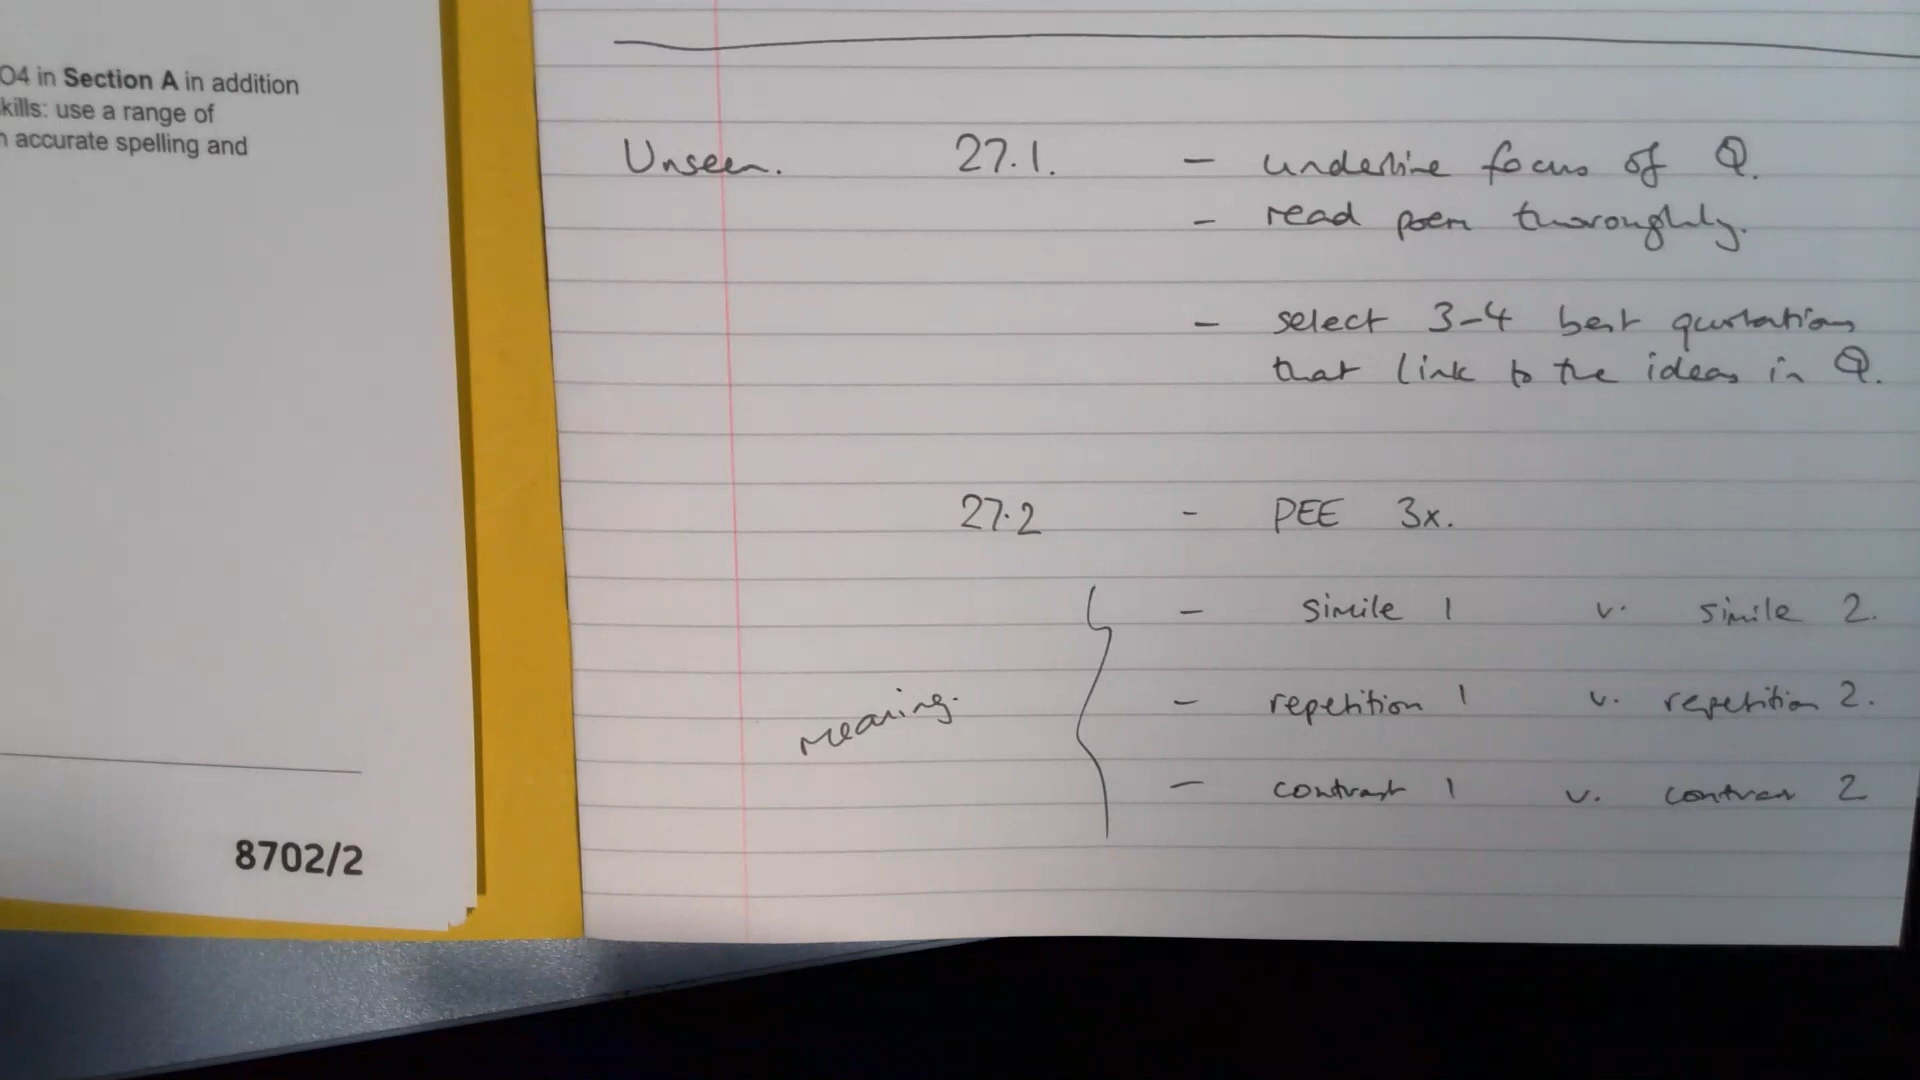 O4 in Section A in addition
kills: use a range of
n accurate spelling and
8702/2
Unseen. 27.1. - underline focus of Q.
- read poem thoroughly.
- select 3-4 best quotations
that link to the ideas in Q.
27.2 - PEE 3x.
- simile 1 v. simile 2.
meaning. - repetition 1 v. repetition 2.
- contrast 1 v. contrast 2